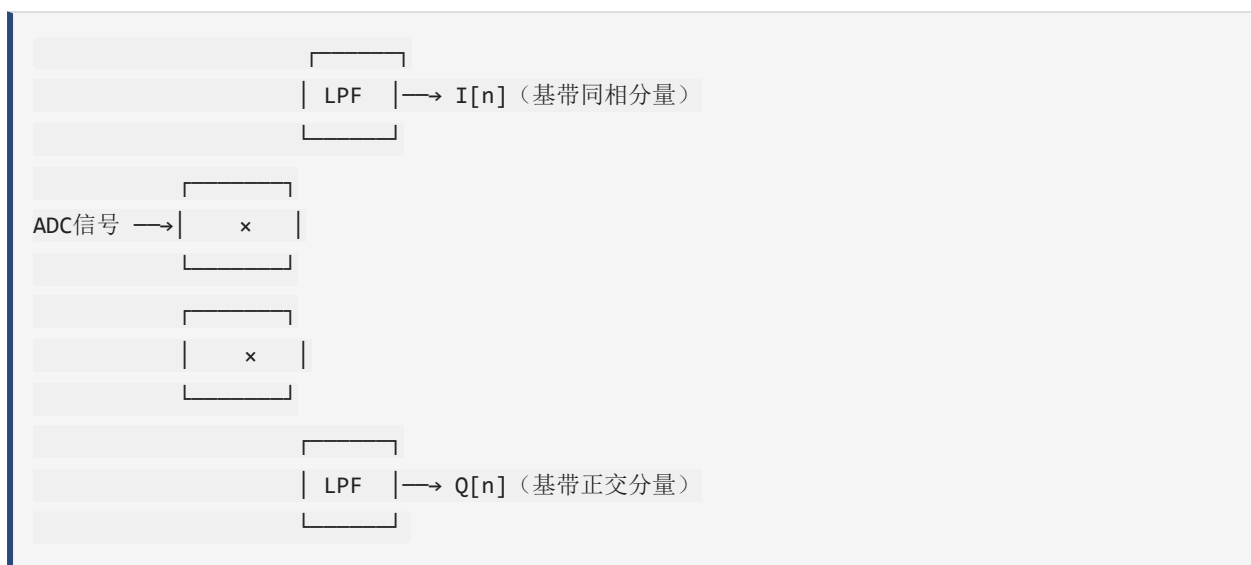 LPF → I[n]（基带同相分量）
ADC信号 → ×
×
LPF → Q[n]（基带正交分量）